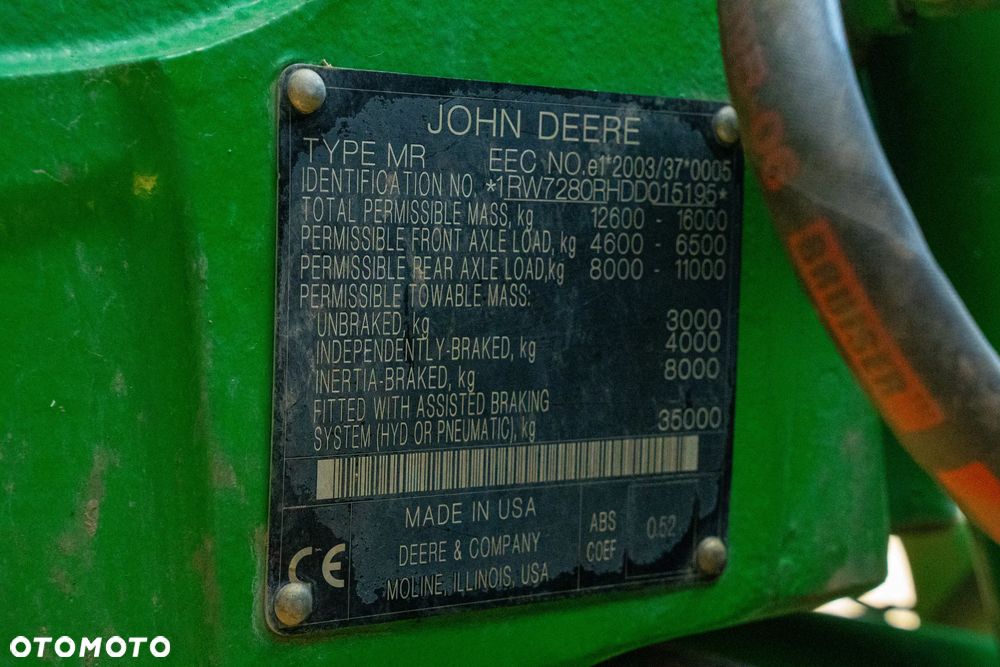 JOHN DEERE
TYPE MR EEC NO.e1*2003/37*0005
IDENTIFICATION NO. *1RW7280RHDD015195*
TOTAL PERMISSIBLE MASS, kg 12600 - 16000
PERMISSIBLE FRONT AXLE LOAD, kg 4600 - 6500
PERMISSIBLE REAR AXLE LOAD,kg 8000 - 11000
PERMISSIBLE TOWABLE MASS:
UNBRAKED, kg 3000
INDEPENDENTLY-BRAKED, kg 4000
INERTIA-BRAKED, kg 8000
FITTED WITH ASSISTED BRAKING
SYSTEM (HYD OR PNEUMATIC), kg 35000
MADE IN USA
DEERE & COMPANY
MOLINE, ILLINOIS, USA
ABS
COEF
0.52
CE
OTOMOTO